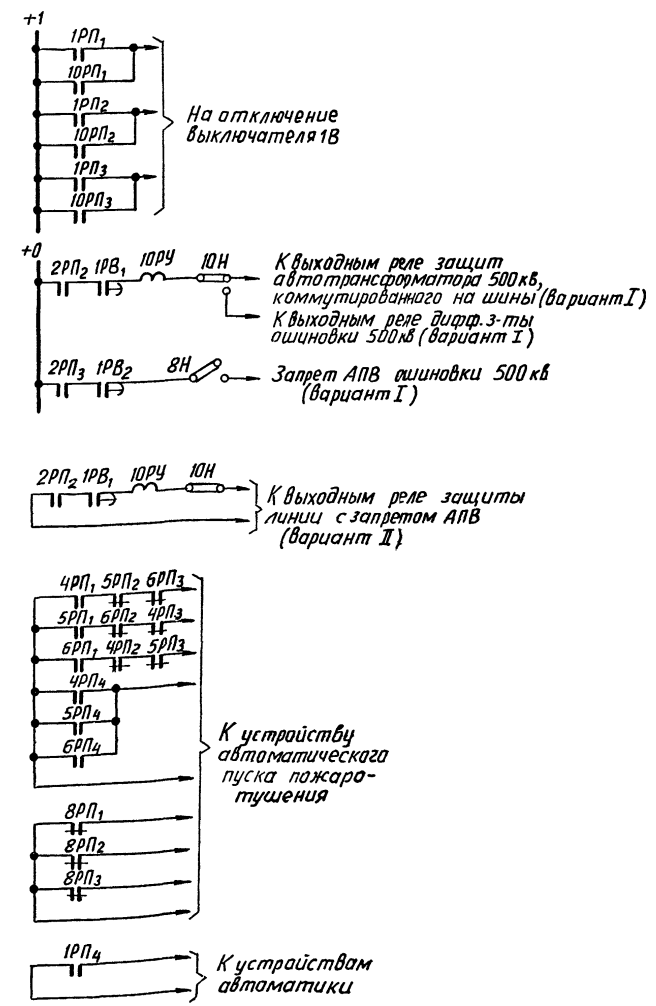 +1
1РП1
10РП1
1РП2
10РП2
1РП3
10РП3
На отключение
выключателя 1В
+0
2РП2 1РВ1 10РУ 10Н
К выходным реле защит
автотрансформатора 500 кв,
коммутированного на шины (вариант I)
К выходным реле дифф. з-ты
ошиновки 500 кв (вариант I)
2РП3 1РВ2 8Н
Запрет АПВ ошиновки 500 кв
(вариант I)
2РП2 1РВ1 10РУ 10Н
К выходным реле защиты
линии с запретом АПВ
(вариант II)
4РП1 5РП2 6РП3
5РП1 6РП2 4РП3
6РП1 4РП2 5РП3
4РП4
5РП4
6РП4
К устройству
автоматического
пуска пожаро-
тушения
8РП1
8РП2
8РП3
1РП4
К устройствам
автоматики